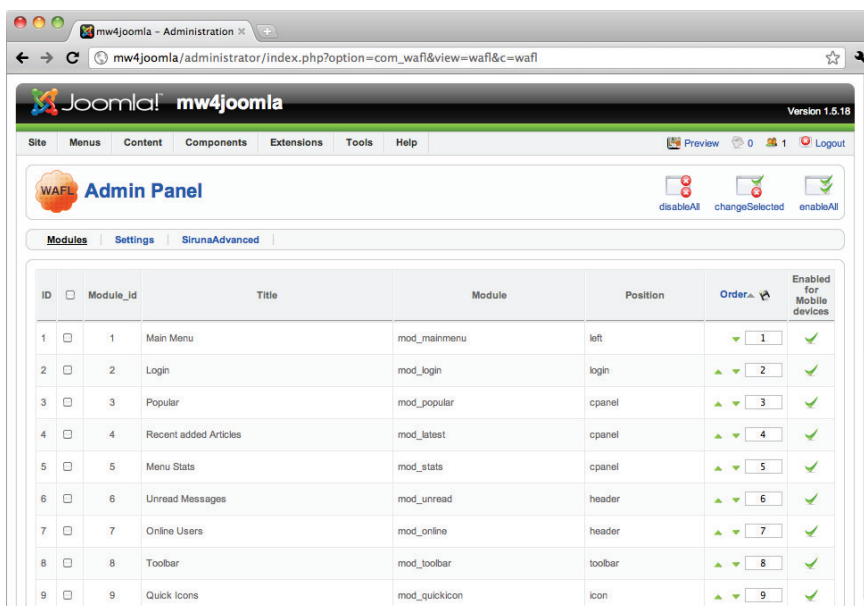 mw4joomla - Administration
mw4joomla/administrator/index.php?option=com_wafl&view=wafl&c=wafl
Joomla! mw4joomla
Version 1.5.18
Site Menus Content Components Extensions Tools Help Preview 0 1 Logout
WAFL Admin Panel
disableAll changeSelected enableAll
Modules Settings SirunaAdvanced
ID Module_id Title Module Position Order Enabled for Mobile devices
1 1 Main Menu mod_mainmenu left 1
2 2 Login mod_login login 2
3 3 Popular mod_popular cpanel 3
4 4 Recent added Articles mod_latest cpanel 4
5 5 Menu Stats mod_stats cpanel 5
6 6 Unread Messages mod_unread header 6
7 7 Online Users mod_online header 7
8 8 Toolbar mod_toolbar toolbar 8
9 9 Quick Icons mod_quickicon icon 9